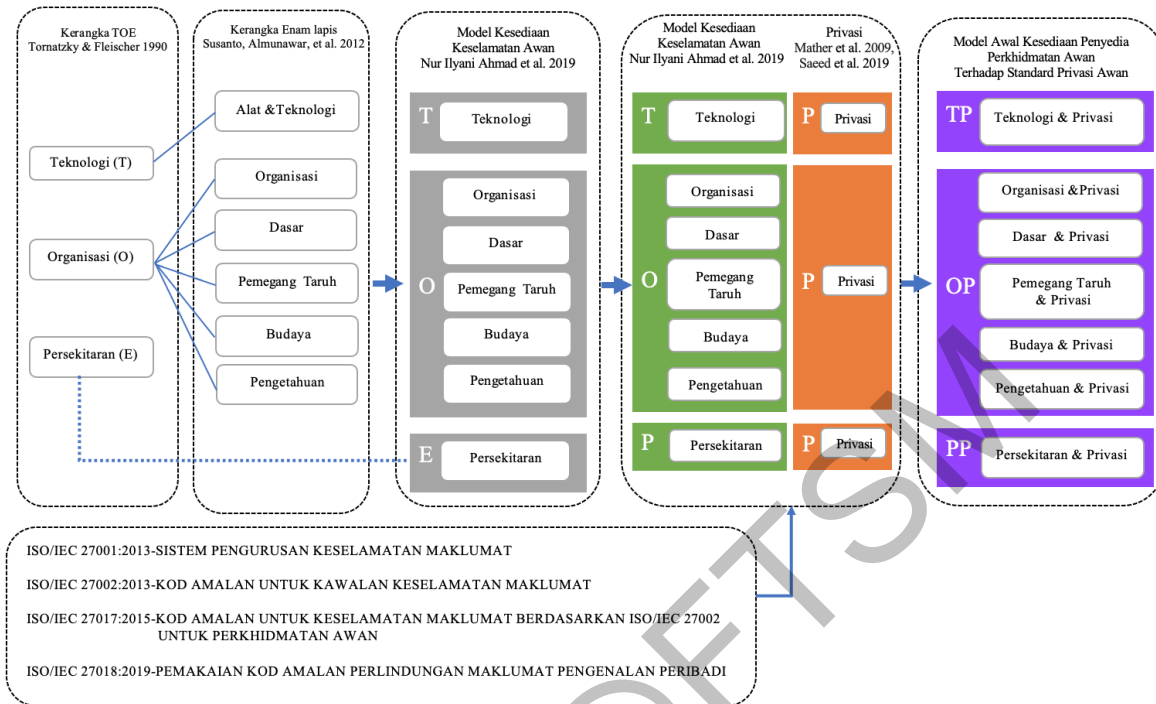 Kerangka TOE
Tornatzky & Fleischer 1990
Teknologi (T)
Organisasi (O)
Persekitaran (E)
Kerangka Enam lapis
Susanto, Almunawar, et al. 2012
Alat &Teknologi
Organisasi
Dasar
Pemegang Taruh
Budaya
Pengetahuan
Model Kesediaan
Keselamatan Awan
Nur Ilyani Ahmad et al. 2019
T
Teknologi
O
Organisasi
Dasar
Pemegang Taruh
Budaya
Pengetahuan
E
Persekitaran
Model Kesediaan
Keselamatan Awan
Nur Ilyani Ahmad et al. 2019
T
Teknologi
O
Organisasi
Dasar
Pemegang
Taruh
Budaya
Pengetahuan
P
Persekitaran
Privasi
Mather et al. 2009,
Saeed et al. 2019
P
Privasi
P
Privasi
P
Privasi
Model Awal Kesediaan Penyedia
Perkhidmatan Awan
Terhadap Standard Privasi Awan
TP
Teknologi & Privasi
OP
Organisasi &Privasi
Dasar & Privasi
Pemegang Taruh
& Privasi
Budaya & Privasi
Pengetahuan & Privasi
PP
Persekitaran & Privasi
ISO/IEC 27001:2013-SISTEM PENGURUSAN KESELAMATAN MAKLUMAT
ISO/IEC 27002:2013-KOD AMALAN UNTUK KAWALAN KESELAMATAN MAKLUMAT
ISO/IEC 27017:2015-KOD AMALAN UNTUK KESELAMATAN MAKLUMAT BERDASARKAN ISO/IEC 27002
UNTUK PERKHIDMATAN AWAN
ISO/IEC 27018:2019-PEMAKAIAN KOD AMALAN PERLINDUNGAN MAKLUMAT PENGENALAN PERIBADI
FTSM